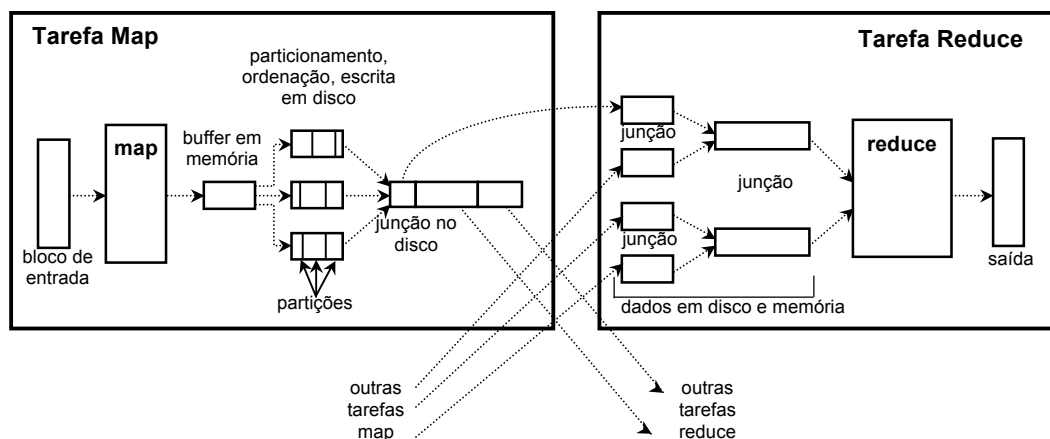 Tarefa Map
particionamento,
ordenação, escrita
em disco
buffer em
memória
map
bloco de
entrada
junção no
disco
partições
Tarefa Reduce
junção
junção
junção
reduce
saída
dados em disco e memória
outras
tarefas
map
outras
tarefas
reduce